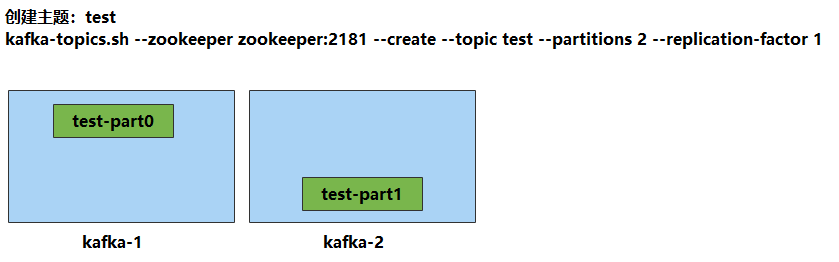 创建主题：test
kafka-topics.sh --zookeeper zookeeper:2181 --create --topic test --partitions 2 --replication-factor 1
test-part0
test-part1
kafka-1
kafka-2